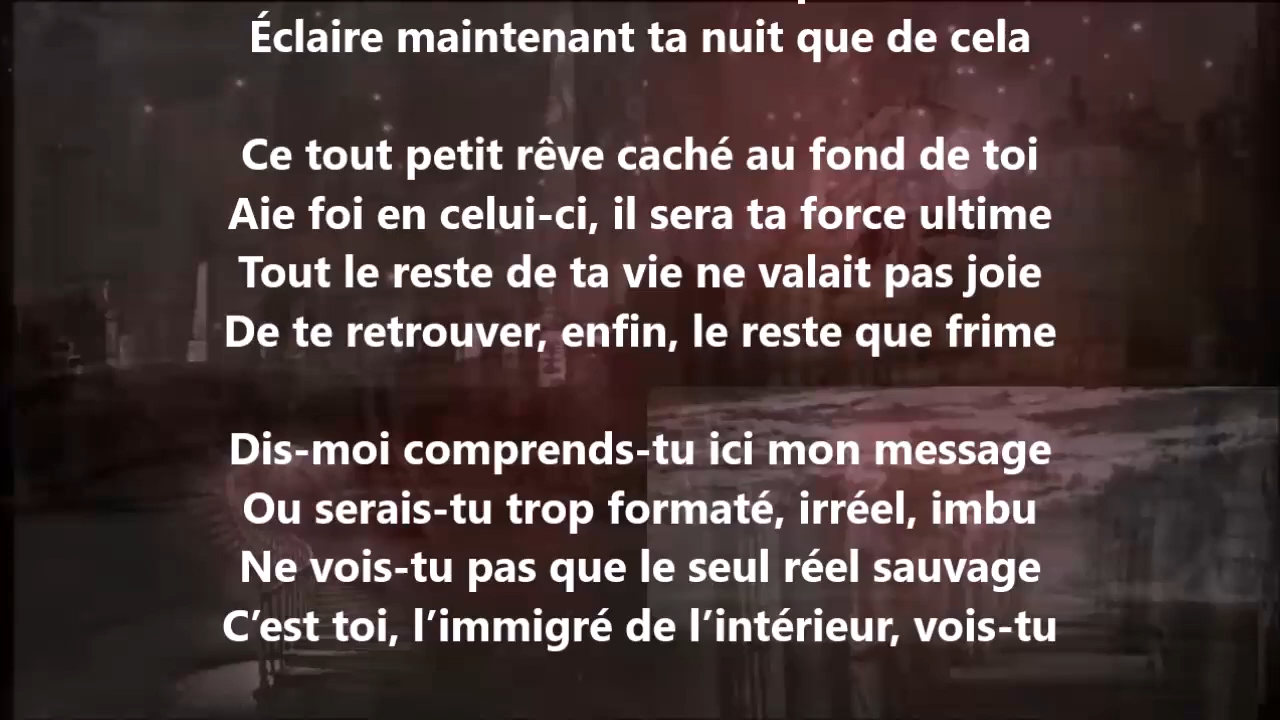 Éclaire maintenant ta nuit que de cela
Ce tout petit rêve caché au fond de toi
Aie foi en celui-ci, il sera ta force ultime
Tout le reste de ta vie ne valait pas joie
De te retrouver, enfin, le reste que frime
Dis-moi comprends-tu ici mon message
Ou serais-tu trop formaté, irréel, imbu
Ne vois-tu pas que le seul réel sauvage
C’est toi, l’immigré de l’intérieur, vois-tu